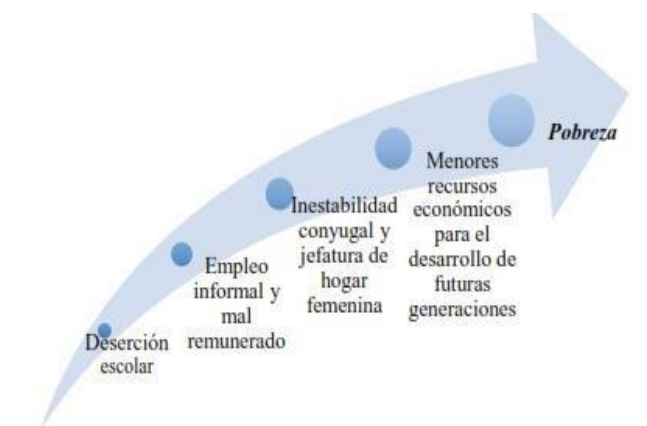 Deserción
escolar
Empleo
informal y
mal
remunerado
Inestabilidad
conyugal y
jefatura de
hogar
femenina
Menores
recursos
económicos
para el
desarrollo de
futuras
generaciones
Pobreza